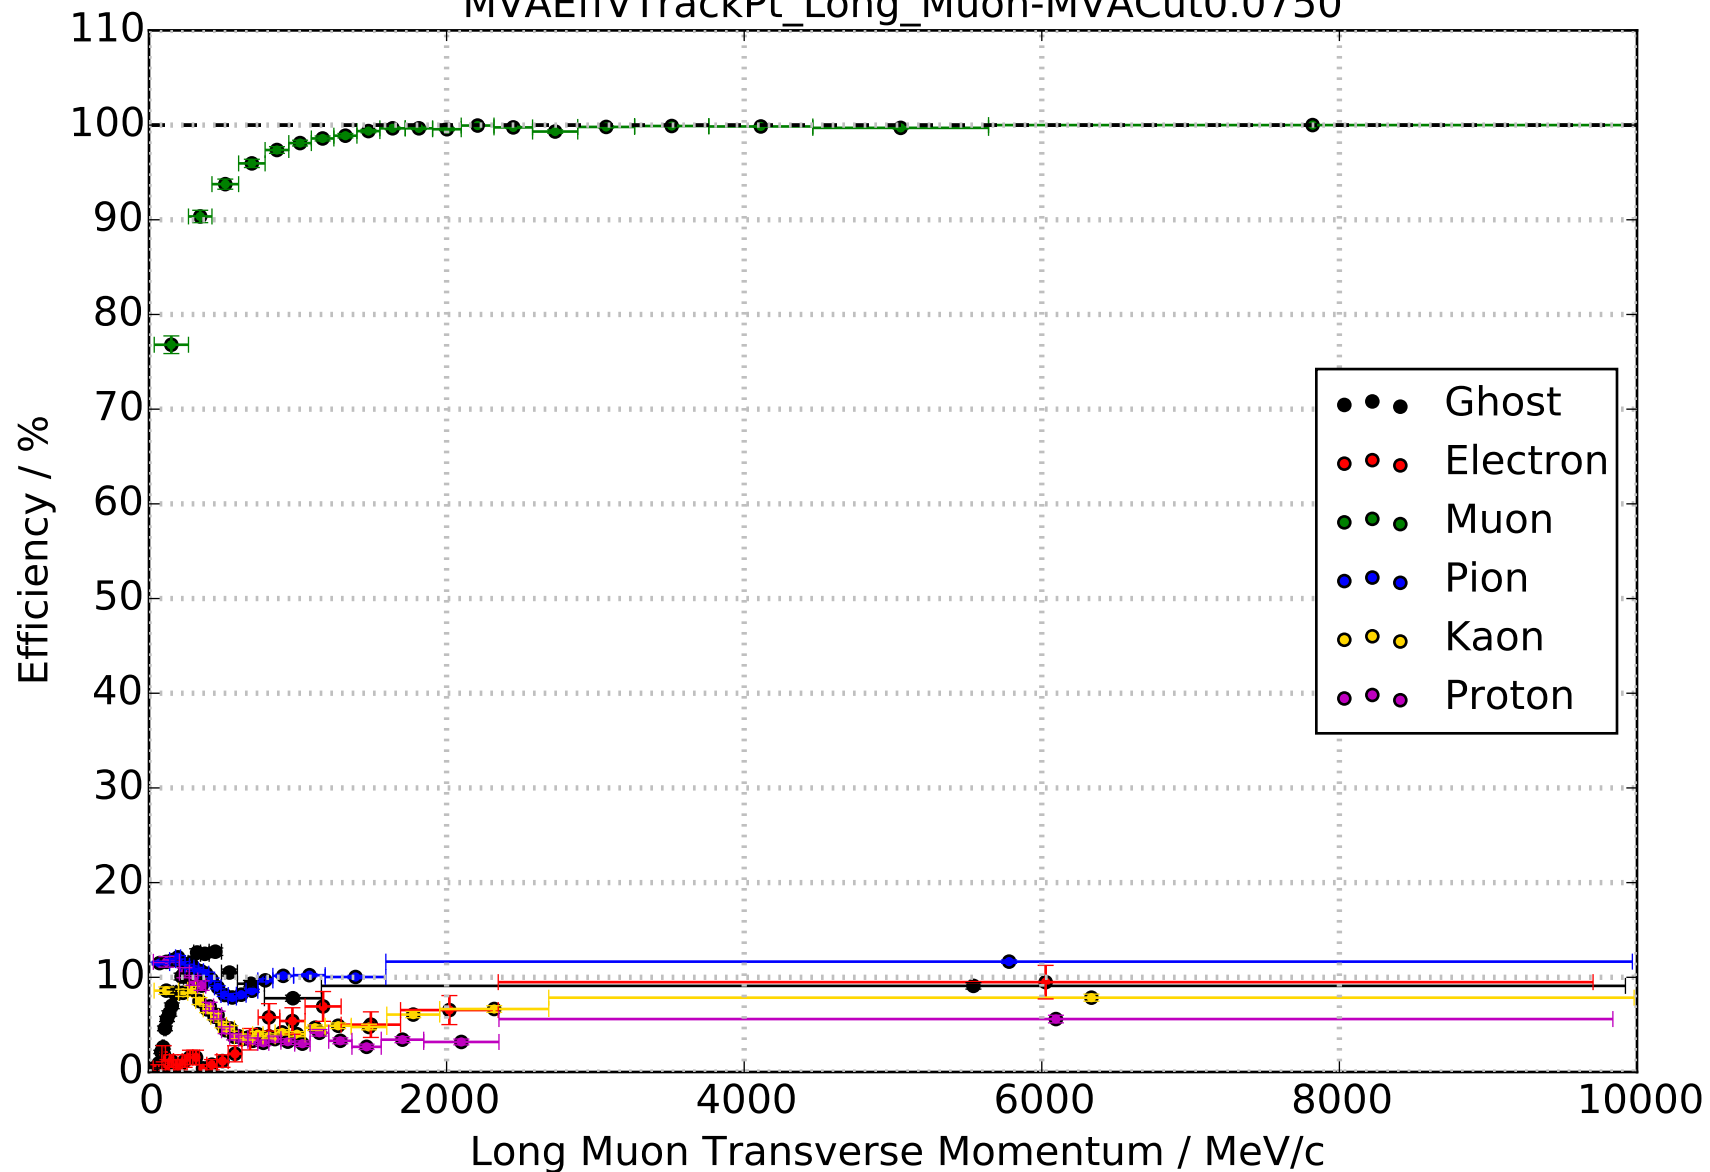 MVAEffVTrackPt_Long_Muon-MVACut0.0750
110
100
90
80
70
60
50
40
30
20
10
0
Efficiency / %
Ghost
Electron
Muon
Pion
Kaon
Proton
0 2000 4000 6000 8000 10000
Long Muon Transverse Momentum / MeV/c